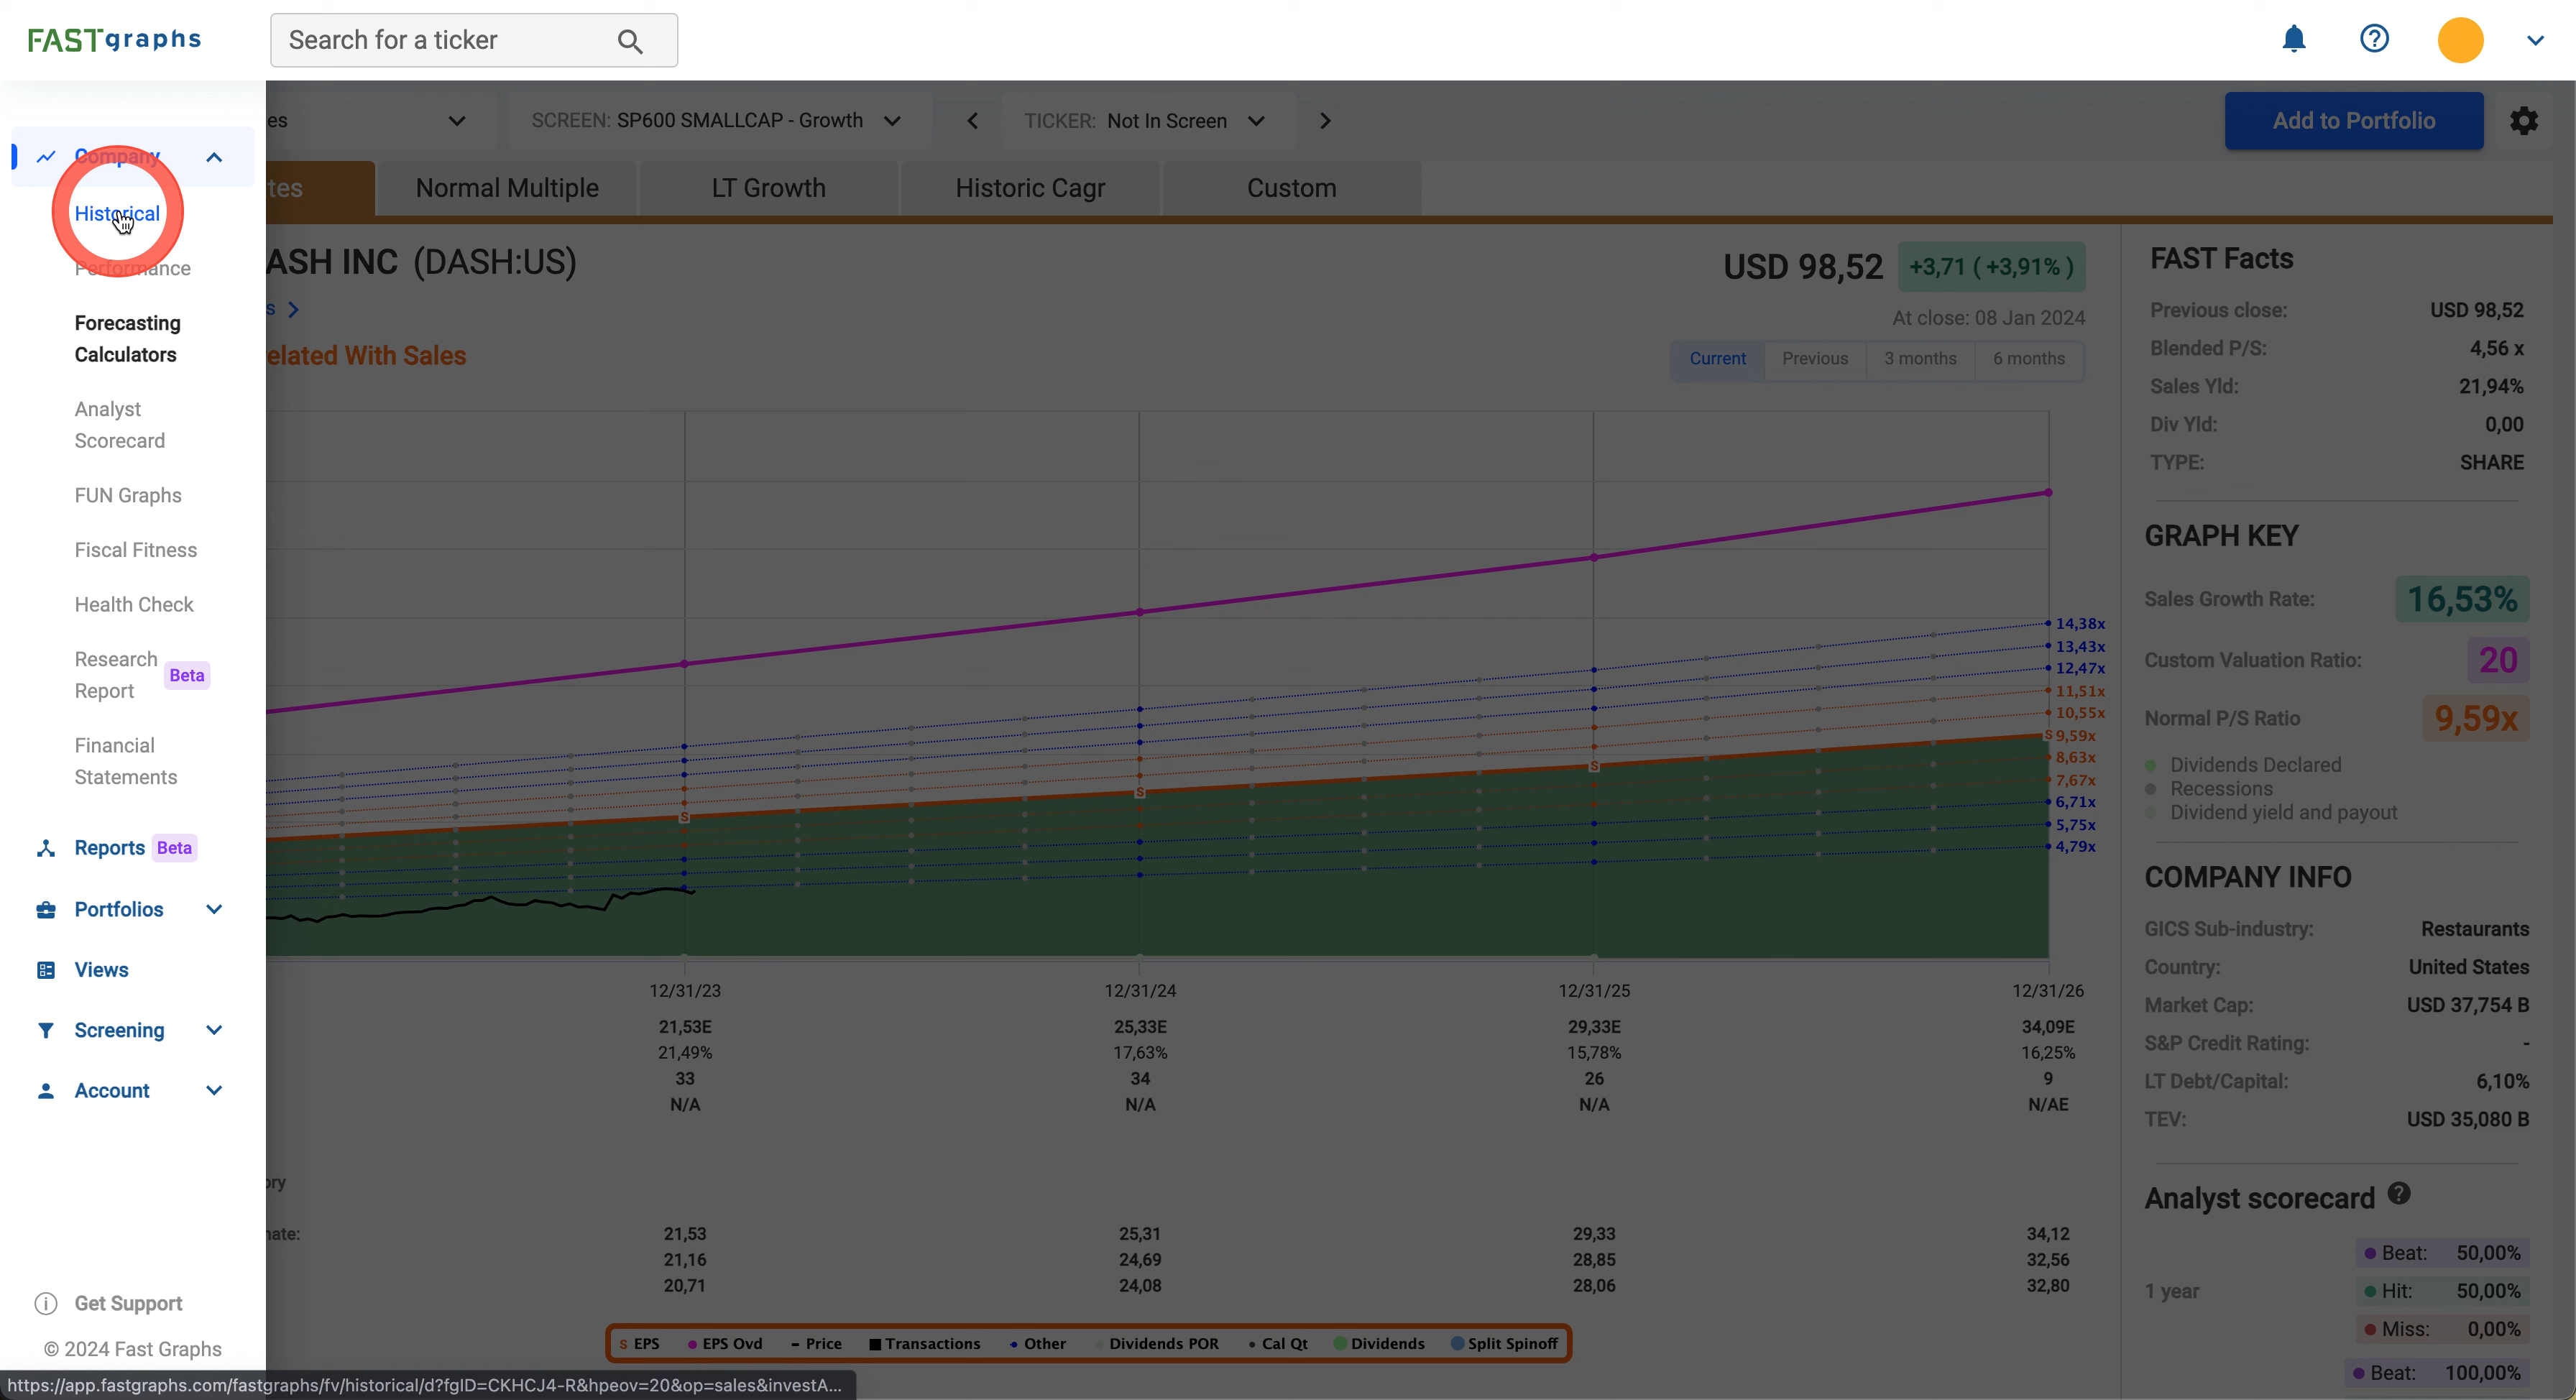 FASTgraphs
Search for a ticker
es
SCREEN: SP600 SMALLCAP - Growth
TICKER: Not In Screen
Add to Portfolio
Company
Historical
Performance
Forecasting
Calculators
Analyst
Scorecard
FUN Graphs
Fiscal Fitness
Health Check
Research
Report
Beta
Financial
Statements
Reports Beta
Portfolios
Views
Screening
Account
Get Support
© 2024 Fast Graphs
tes
Normal Multiple
LT Growth
Historic Cagr
Custom
ASH INC (DASH:US)
s
elated With Sales
USD 98,52
+3,71 ( +3,91% )
At close: 08 Jan 2024
Current
Previous
3 months
6 months
14,38x
13,43x
12,47x
11,51x
10,55x
S 9,59x
8,63x
7,67x
6,71x
5,75x
4,79x
S
S
S
12/31/23 12/31/24 12/31/25 12/31/26
21,53E 25,33E 29,33E 34,09E
21,49% 17,63% 15,78% 16,25%
33 34 26 9
N/A N/A N/A N/AE
ory
nate: 21,53 25,31 29,33 34,12
21,16 24,69 28,85 32,56
20,71 24,08 28,06 32,80
S EPS EPS Ovd Price Transactions Other Dividends POR Cal Qt Dividends Split Spinoff
FAST Facts
Previous close: USD 98,52
Blended P/S: 4,56 x
Sales Yld: 21,94%
Div Yld: 0,00
TYPE: SHARE
GRAPH KEY
Sales Growth Rate: 16,53%
Custom Valuation Ratio: 20
Normal P/S Ratio 9,59x
Dividends Declared
Recessions
Dividend yield and payout
COMPANY INFO
GICS Sub-industry: Restaurants
Country: United States
Market Cap: USD 37,754 B
S&P Credit Rating: -
LT Debt/Capital: 6,10%
TEV: USD 35,080 B
Analyst scorecard
1 year
Beat: 50,00%
Hit: 50,00%
Miss: 0,00%
Beat: 100,00%
https://app.fastgraphs.com/fastgraphs/fv/historical/d?fgID=CKHCJ4-R&hpeov=20&op=sales&investA...